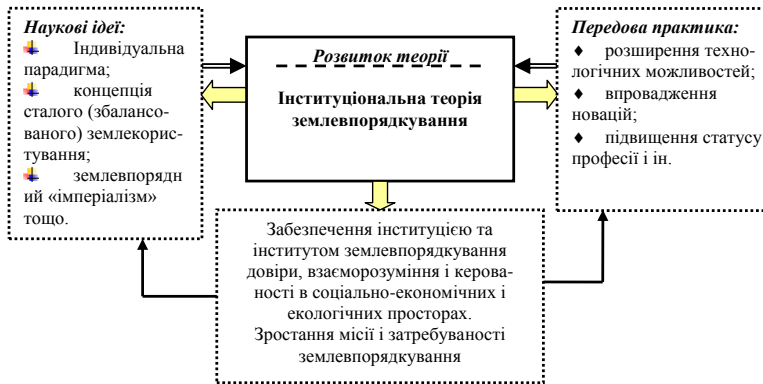 Наукові ідеї:
Індивідуальна
парадигма;
концепція
сталого (збалансо-
ваного) землекорис-
тування;
землевпорядн
ий «імперіалізм»
тощо.
Розвиток теорії
Інституціональна теорія
землевпорядкування
Передова практика:
♦ розширення техно-
логічних можливостей;
♦ впровадження
новацій;
♦ підвищення статусу
професії і ін.
Забезпечення інституцією та
інститутом землевпорядкування
довіри, взаєморозуміння і керова-
ності в соціально-економічних і
екологічних просторах.
Зростання місії і затребуваності
землевпорядкування